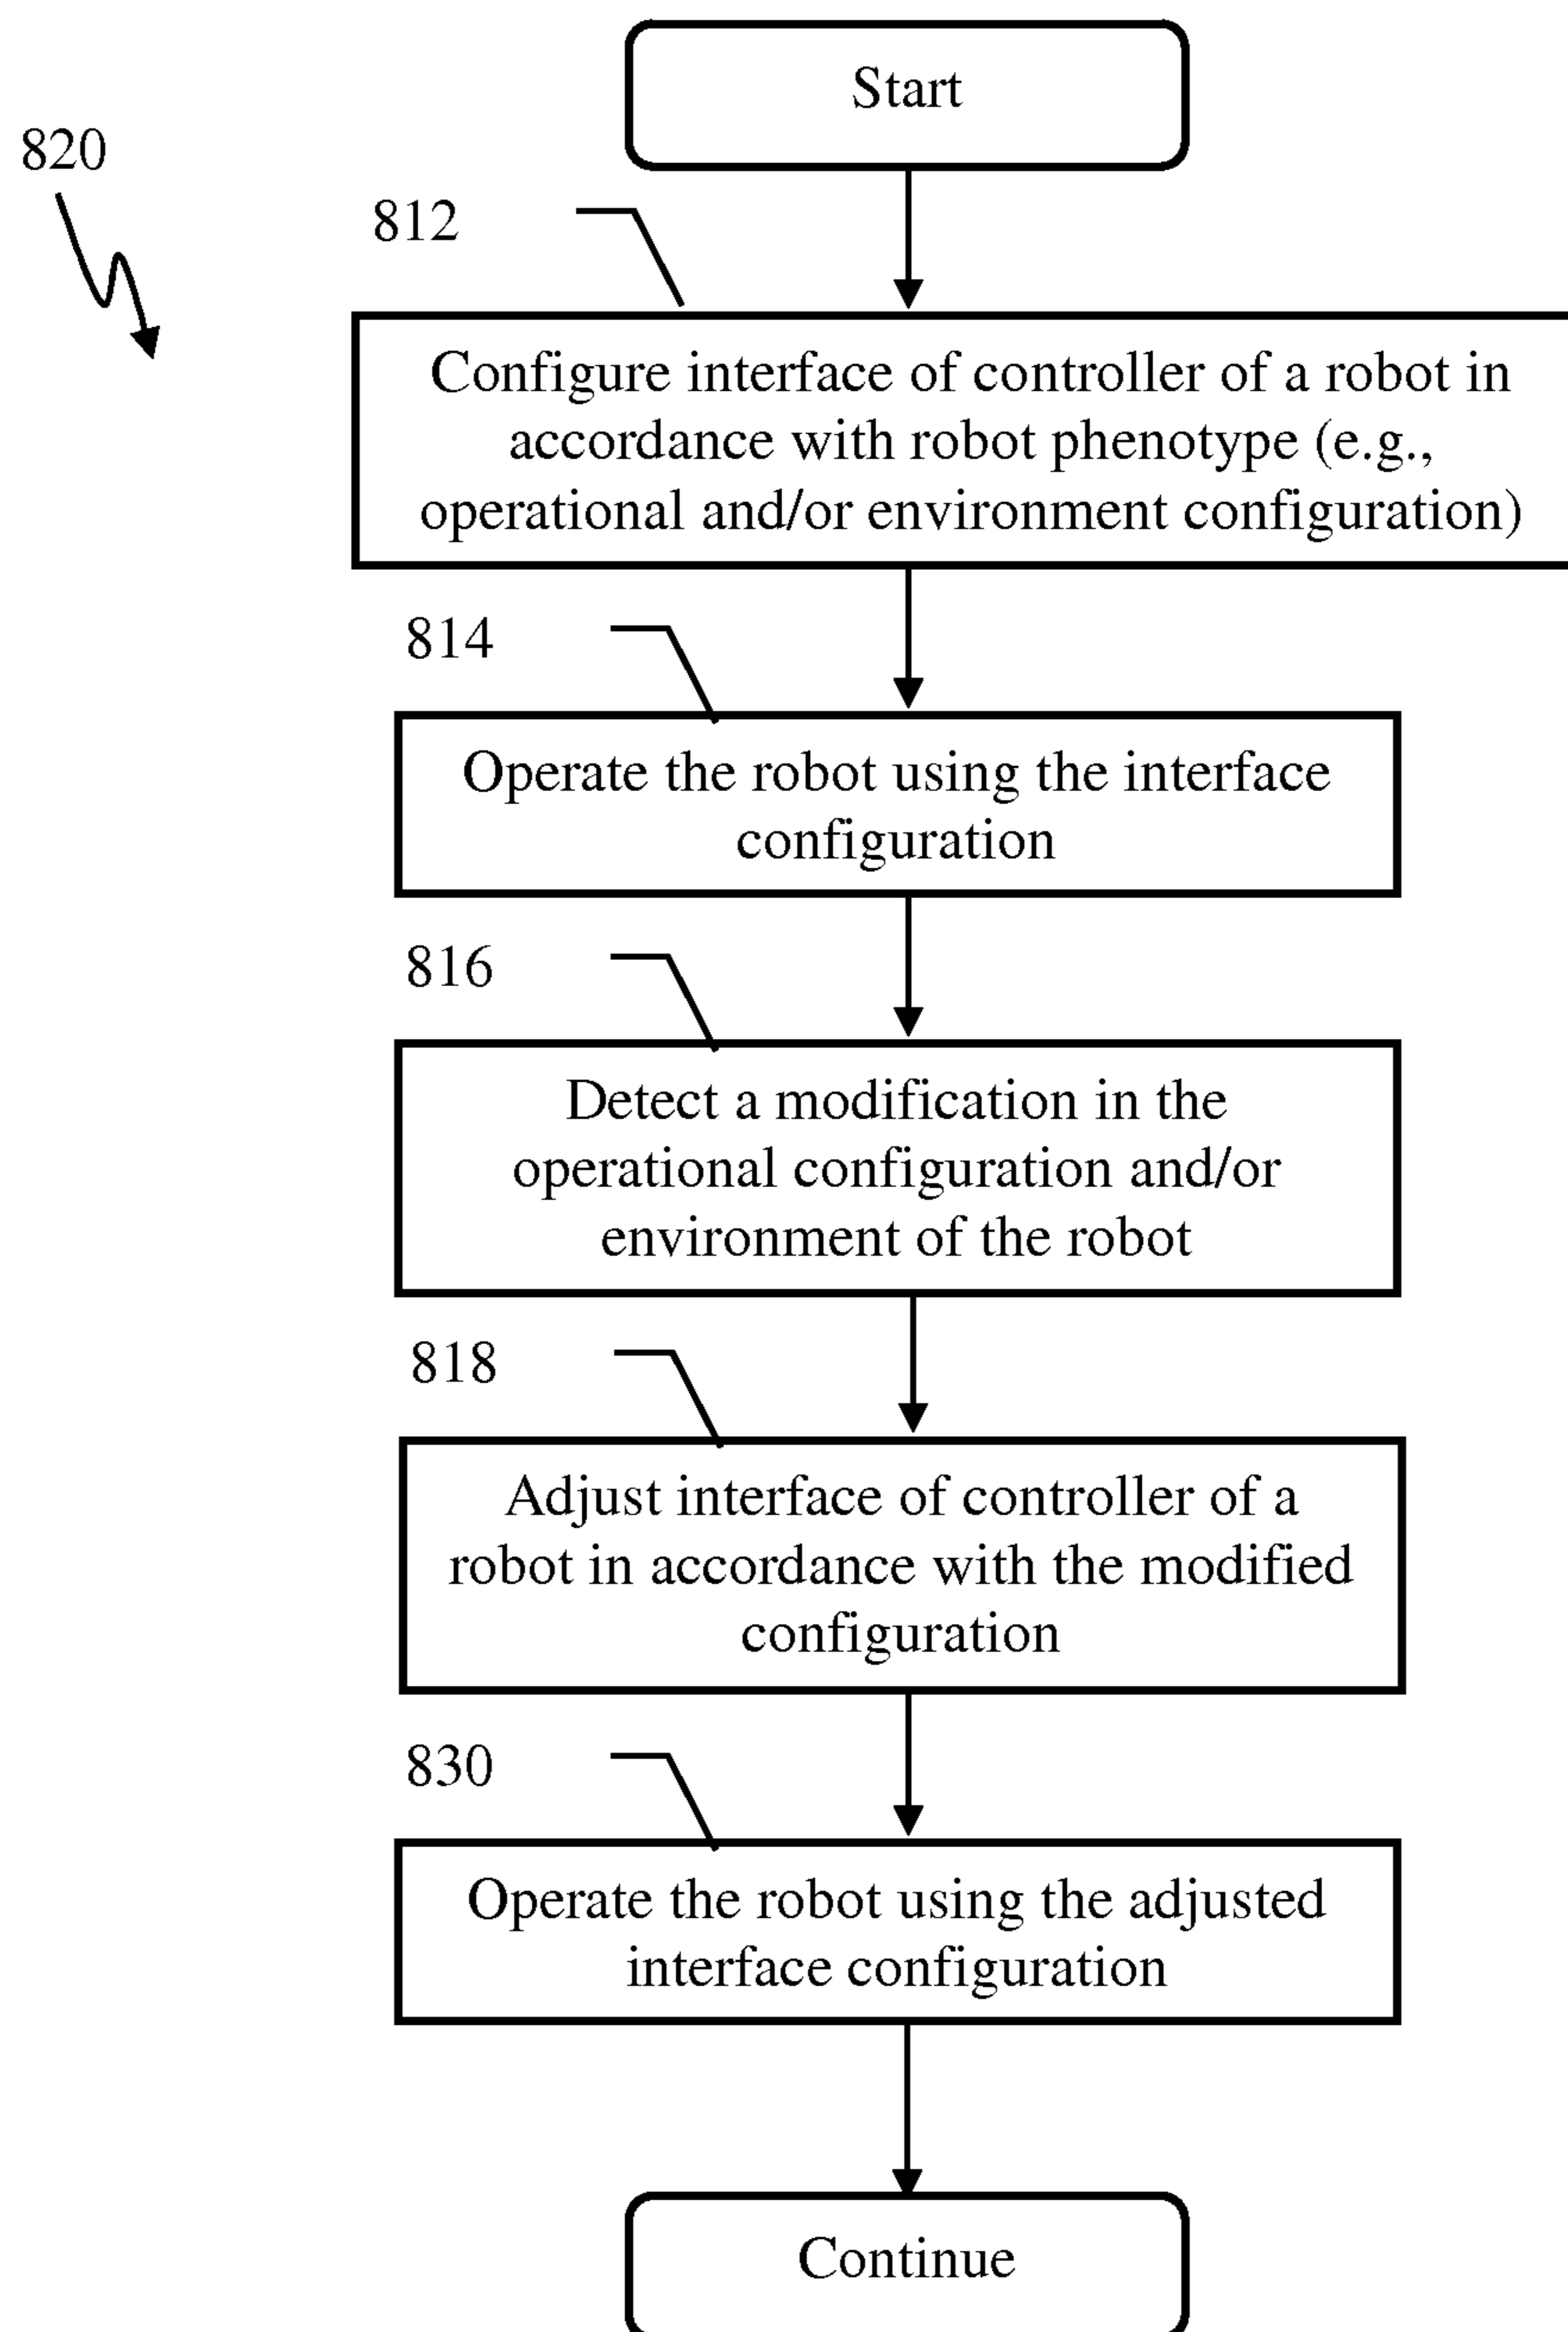 Start
820
812
Configure interface of controller of a robot in
accordance with robot phenotype (e.g.,
operational and/or environment configuration)
814
Operate the robot using the interface
configuration
816
Detect a modification in the
operational configuration and/or
environment of the robot
818
Adjust interface of controller of a
robot in accordance with the modified
configuration
830
Operate the robot using the adjusted
interface configuration
Continue